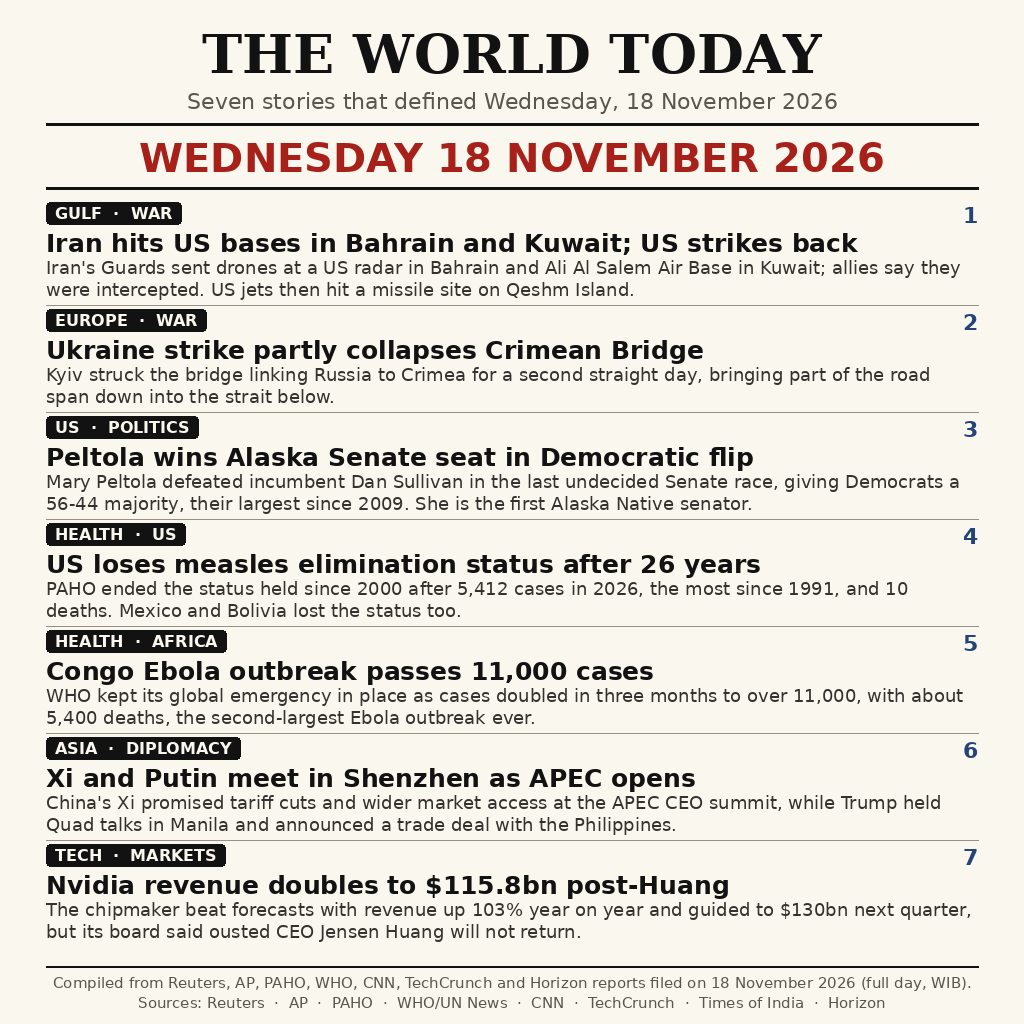 THE WORLD TODAY
Seven stories that defined Wednesday, 18 November 2026
WEDNESDAY 18 NOVEMBER 2026
GULF · WAR
1
Iran hits US bases in Bahrain and Kuwait; US strikes back
Iran's Guards sent drones at a US radar in Bahrain and Ali Al Salem Air Base in Kuwait; allies say they
were intercepted. US jets then hit a missile site on Qeshm Island.
EUROPE · WAR
2
Ukraine strike partly collapses Crimean Bridge
Kyiv struck the bridge linking Russia to Crimea for a second straight day, bringing part of the road
span down into the strait below.
US · POLITICS
3
Peltola wins Alaska Senate seat in Democratic flip
Mary Peltola defeated incumbent Dan Sullivan in the last undecided Senate race, giving Democrats a
56-44 majority, their largest since 2009. She is the first Alaska Native senator.
HEALTH · US
4
US loses measles elimination status after 26 years
PAHO ended the status held since 2000 after 5,412 cases in 2026, the most since 1991, and 10
deaths. Mexico and Bolivia lost the status too.
HEALTH · AFRICA
5
Congo Ebola outbreak passes 11,000 cases
WHO kept its global emergency in place as cases doubled in three months to over 11,000, with about
5,400 deaths, the second-largest Ebola outbreak ever.
ASIA · DIPLOMACY
6
Xi and Putin meet in Shenzhen as APEC opens
China's Xi promised tariff cuts and wider market access at the APEC CEO summit, while Trump held
Quad talks in Manila and announced a trade deal with the Philippines.
TECH · MARKETS
7
Nvidia revenue doubles to $115.8bn post-Huang
The chipmaker beat forecasts with revenue up 103% year on year and guided to $130bn next quarter,
but its board said ousted CEO Jensen Huang will not return.
Compiled from Reuters, AP, PAHO, WHO, CNN, TechCrunch and Horizon reports filed on 18 November 2026 (full day, WIB).
Sources: Reuters · AP · PAHO · WHO/UN News · CNN · TechCrunch · Times of India · Horizon